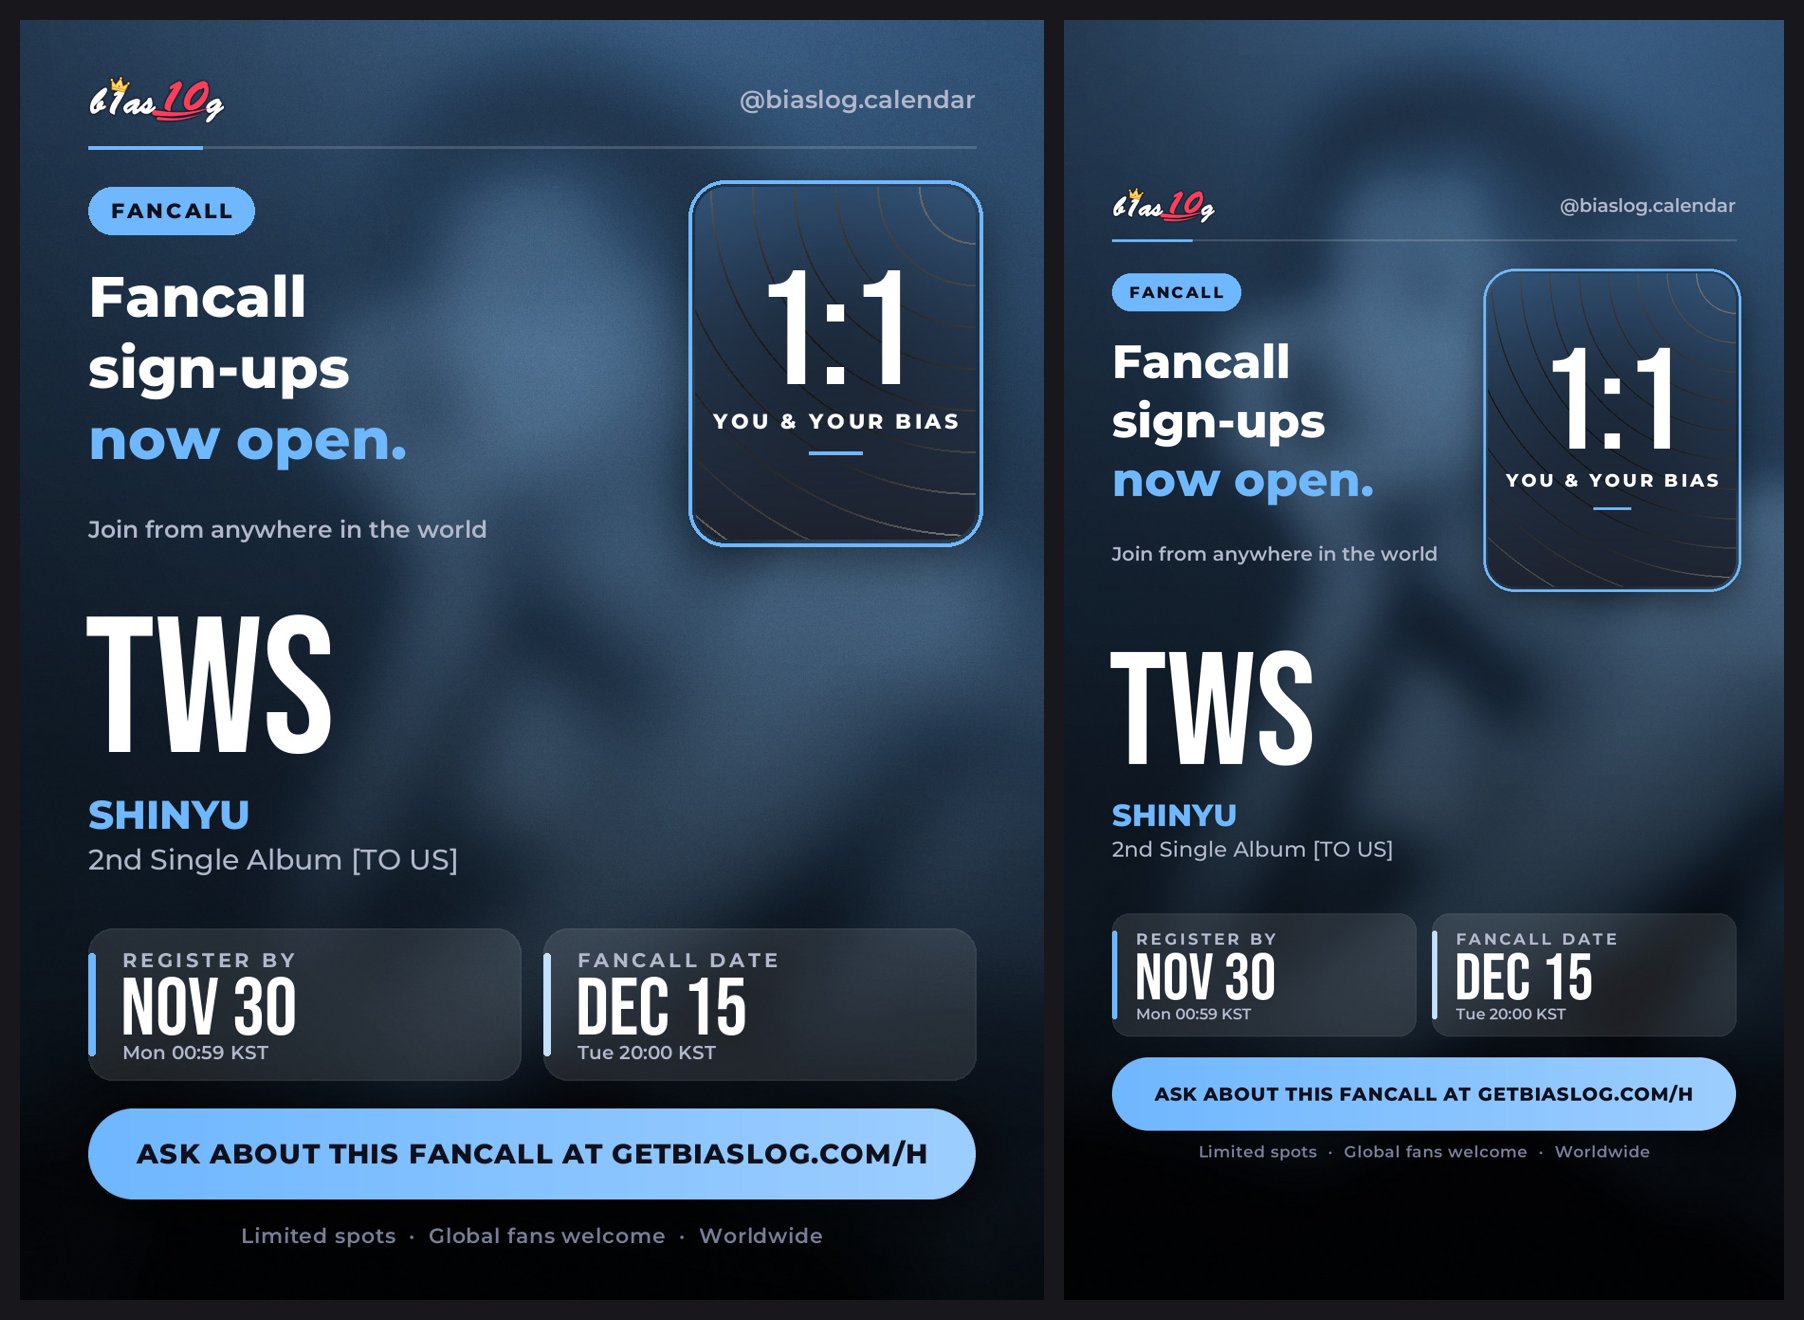 b1as10g
@biaslog.calendar
FANCALL
Fancall
sign-ups
now open.
Join from anywhere in the world
1:1
YOU & YOUR BIAS
TWS
SHINYU
2nd Single Album [TO US]
REGISTER BY
NOV 30
Mon 00:59 KST
FANCALL DATE
DEC 15
Tue 20:00 KST
ASK ABOUT THIS FANCALL AT GETBIASLOG.COM/H
Limited spots · Global fans welcome · Worldwide
b1as10g
@biaslog.calendar
FANCALL
Fancall
sign-ups
now open.
Join from anywhere in the world
1:1
YOU & YOUR BIAS
TWS
SHINYU
2nd Single Album [TO US]
REGISTER BY
NOV 30
Mon 00:59 KST
FANCALL DATE
DEC 15
Tue 20:00 KST
ASK ABOUT THIS FANCALL AT GETBIASLOG.COM/H
Limited spots · Global fans welcome · Worldwide